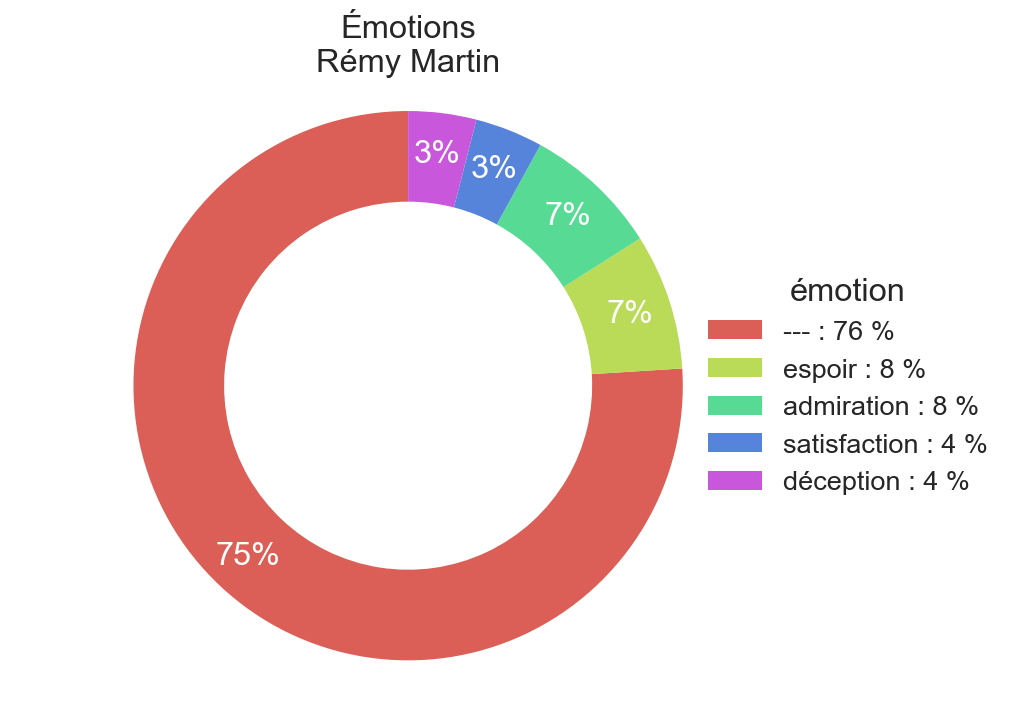 Émotions
Rémy Martin
3%
3%
7%
7%
75%
émotion
--- : 76 %
espoir : 8 %
admiration : 8 %
satisfaction : 4 %
déception : 4 %